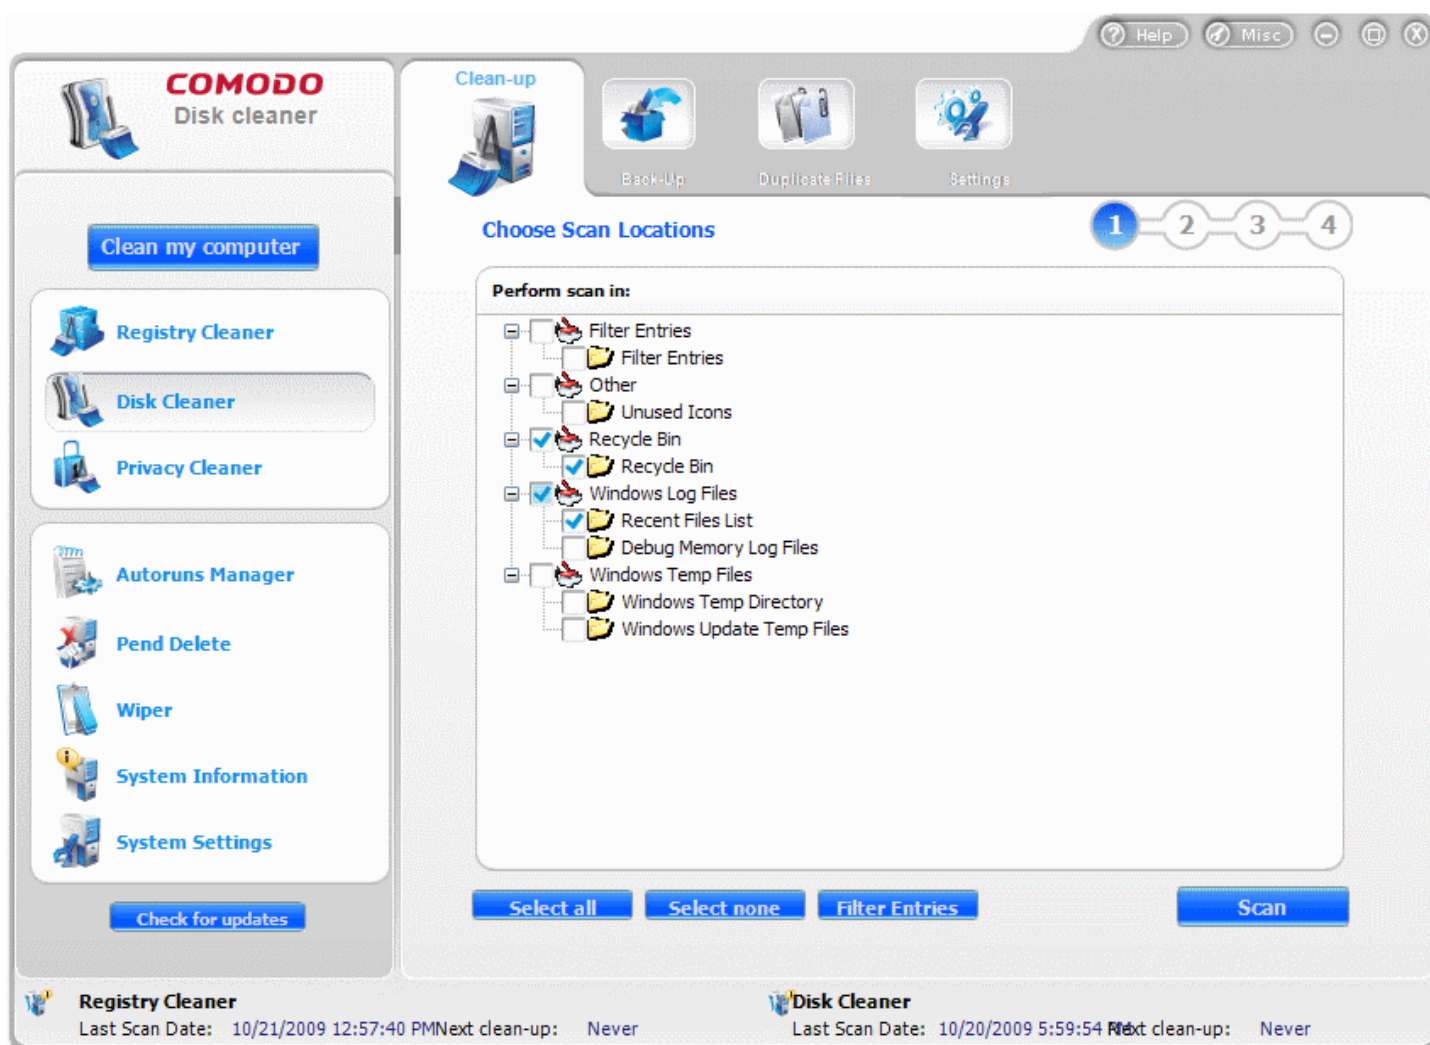 Help Misc
COMODO
Disk cleaner
Clean-up
Back-Up
Duplicate Files
Settings
Clean my computer
Registry Cleaner
Disk Cleaner
Privacy Cleaner
Autoruns Manager
Pend Delete
Wiper
System Information
System Settings
Check for updates
Choose Scan Locations
1 2 3 4
Perform scan in:
Filter Entries
Filter Entries
Other
Unused Icons
Recycle Bin
Recycle Bin
Windows Log Files
Recent Files List
Debug Memory Log Files
Windows Temp Files
Windows Temp Directory
Windows Update Temp Files
Select all Select none Filter Entries Scan
Registry Cleaner
Last Scan Date: 10/21/2009 12:57:40 PM Next clean-up: Never
Disk Cleaner
Last Scan Date: 10/20/2009 5:59:54 Next clean-up: Never